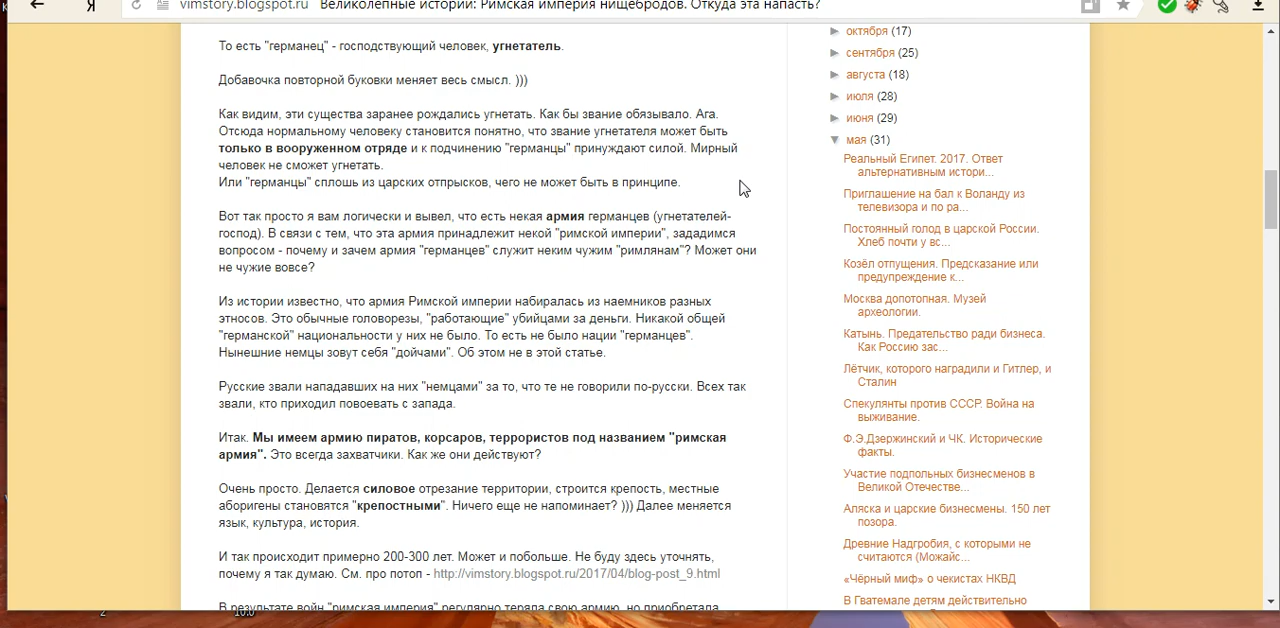 Я
vimstory.blogspot.ru Великолепные истории: Римская империя нищебродов. Откуда эта напасть?
То есть "германец" - господствующий человек, угнетатель.
Добавочка повторной буковки меняет весь смысл. )))
Как видим, эти существа заранее рождались угнетать. Как бы звание обязывало. Ага.
Отсюда нормальному человеку становится понятно, что звание угнетателя может быть
только в вооруженном отряде и к подчинению "германцы" принуждают силой. Мирный
человек не сможет угнетать.
Или "германцы" сплошь из царских отпрысков, чего не может быть в принципе.
Вот так просто я вам логически и вывел, что есть некая армия германцев (угнетателей-
господ). В связи с тем, что эта армия принадлежит некой "римской империи", зададимся
вопросом - почему и зачем армия "германцев" служит неким чужим "римлянам"? Может они
не чужие вовсе?
Из истории известно, что армия Римской империи набиралась из наемников разных
этносов. Это обычные головорезы, "работающие" убийцами за деньги. Никакой общей
"германской" национальности у них не было. То есть не было нации "германцев".
Нынешние немцы зовут себя "дойчами". Об этом не в этой статье.
Русские звали нападавших на них "немцами" за то, что те не говорили по-русски. Всех так
звали, кто приходил повоевать с запада.
Итак. Мы имеем армию пиратов, корсаров, террористов под названием "римская
армия". Это всегда захватчики. Как же они действуют?
Очень просто. Делается силовое отрезание территории, строится крепость, местные
аборигены становятся "крепостными". Ничего еще не напоминает? ))) Далее меняется
язык, культура, история.
И так происходит примерно 200-300 лет. Может и побольше. Не буду здесь уточнять,
почему я так думаю. См. про потоп - http://vimstory.blogspot.ru/2017/04/blog-post_9.html
В результате войн "римская империя" регулярно теряла свою армию, но приобретала
октября (17)
сентября (25)
августа (18)
июля (28)
июня (29)
мая (31)
Реальный Египет. 2017. Ответ
альтернативным истори...
Приглашение на бал к Воланду из
телевизора и по ра...
Постоянный голод в царской России.
Хлеб почти у вс...
Козёл отпущения. Предсказание или
предупреждение к...
Москва допотопная. Музей
археологии.
Катынь. Предательство ради бизнеса.
Как Россию зас...
Лётчик, которого наградили и Гитлер, и
Сталин
Спекулянты против СССР. Война на
выживание.
Ф.Э.Дзержинский и ЧК. Исторические
факты.
Участие подпольных бизнесменов в
Великой Отечестве...
Аляска и царские бизнесмены. 150 лет
позора.
Древние Надгробия, с которыми не
считаются (Можайс...
«Чёрный миф» о чекистах НКВД
В Гватемале детям действительно